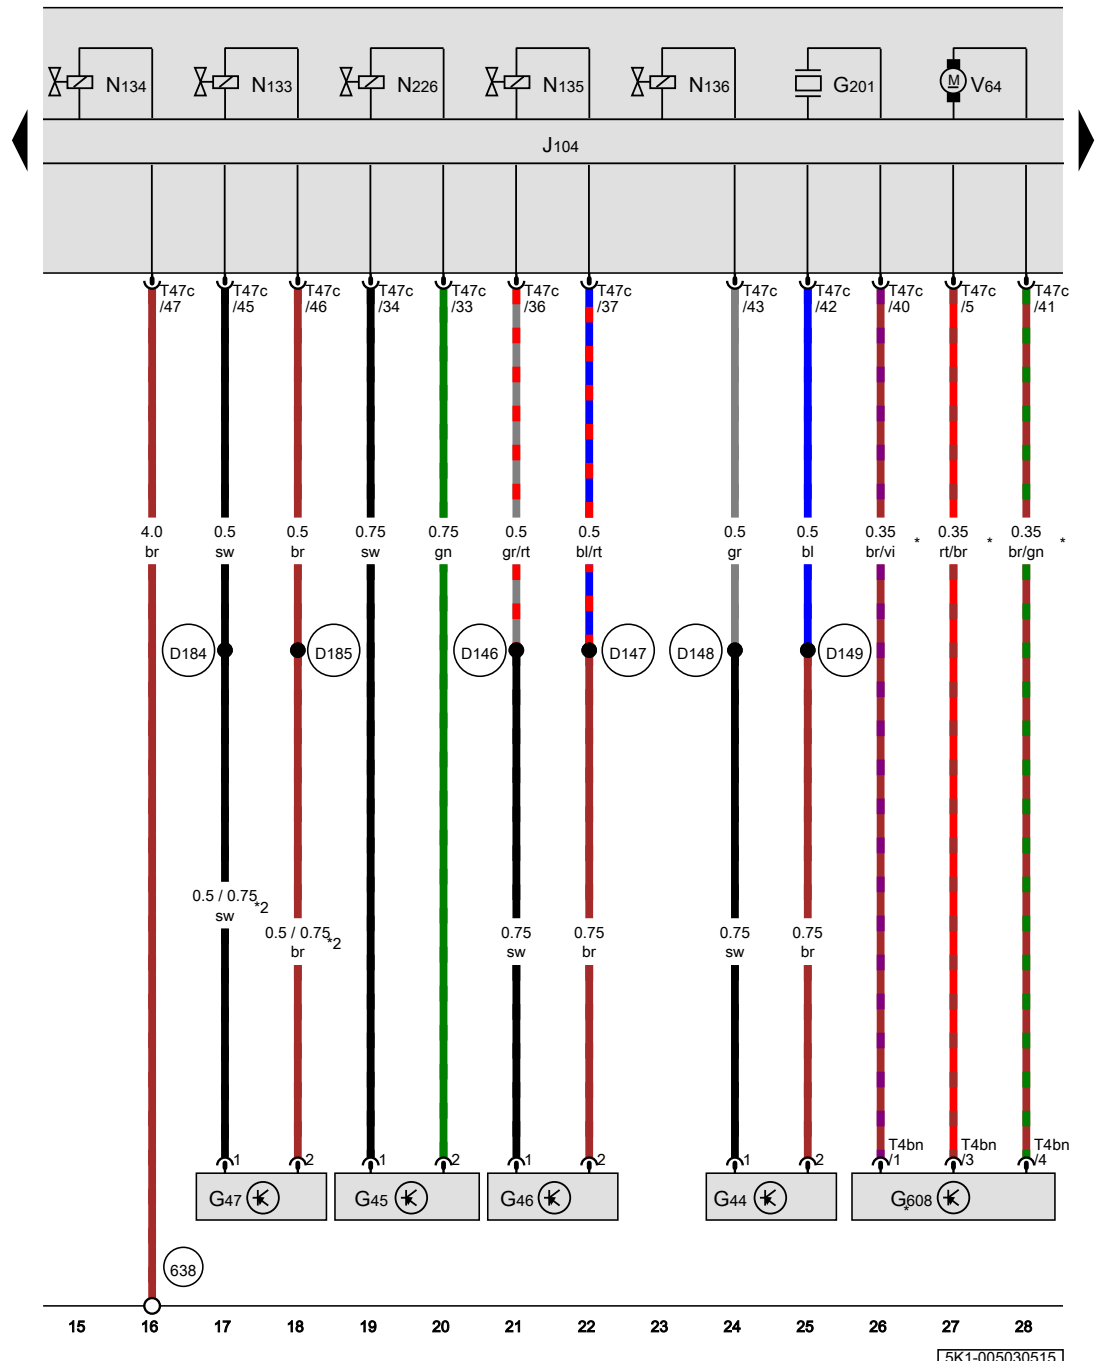 N134 N133 N226 N135 N136 G201 M V64
J104
T47c /47 T47c /45 T47c /46 T47c /34 T47c /33 T47c /36 T47c /37 T47c /43 T47c /42 T47c /40 T47c /5 T47c /41
4.0 0.5 0.5 0.75 0.75 0.5 0.5 0.5 0.5 0.35 0.35 0.35
br sw br sw gn gr/rt bl/rt gr bl br/vi * rt/br * br/gn *
D184 D185 D146 D147 D148 D149
0.5 / 0.75
sw *2
0.5 / 0.75 0.75 0.75 0.75 0.75
br *2 sw br sw br
T4bn T4bn T4bn
1 2 1 2 1 2 1 2 /1 /3 /4
G47 G45 G46 G44 G608 *
638
15 16 17 18 19 20 21 22 23 24 25 26 27 28
5K1-005030515